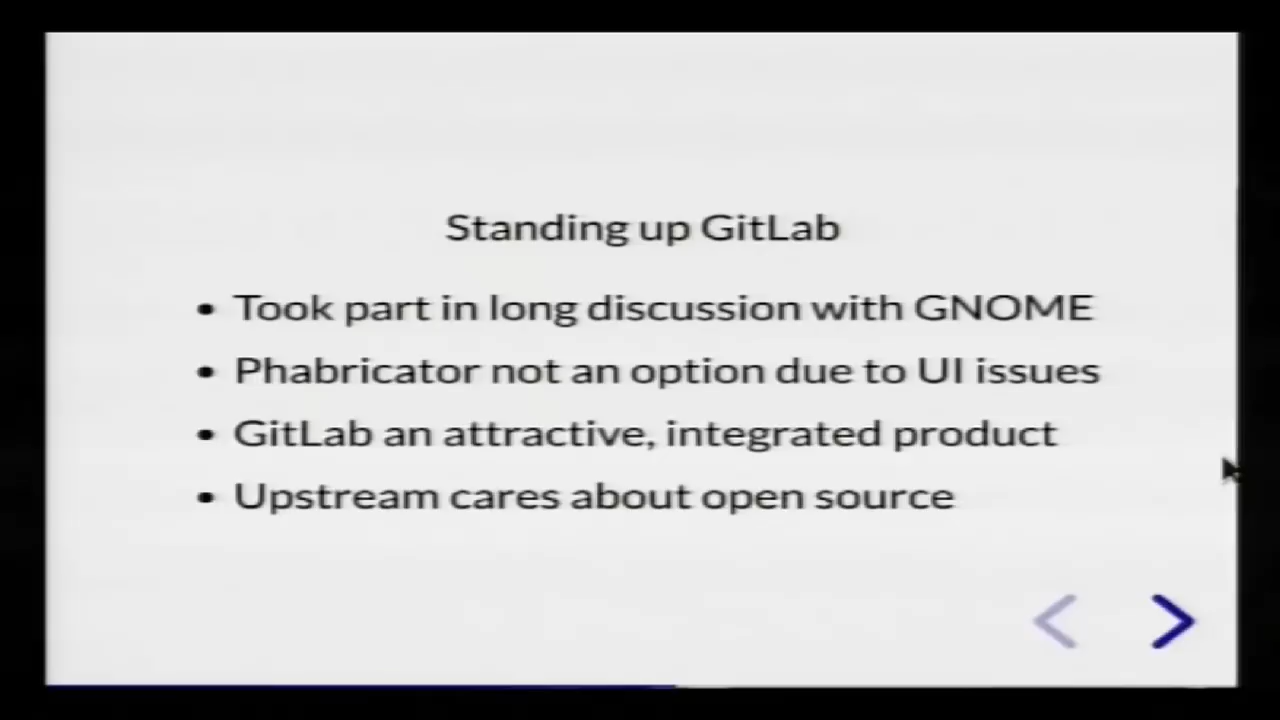 Standing up GitLab
• Took part in long discussion with GNOME
• Phabricator not an option due to UI issues
• GitLab an attractive, integrated product
• Upstream cares about open source